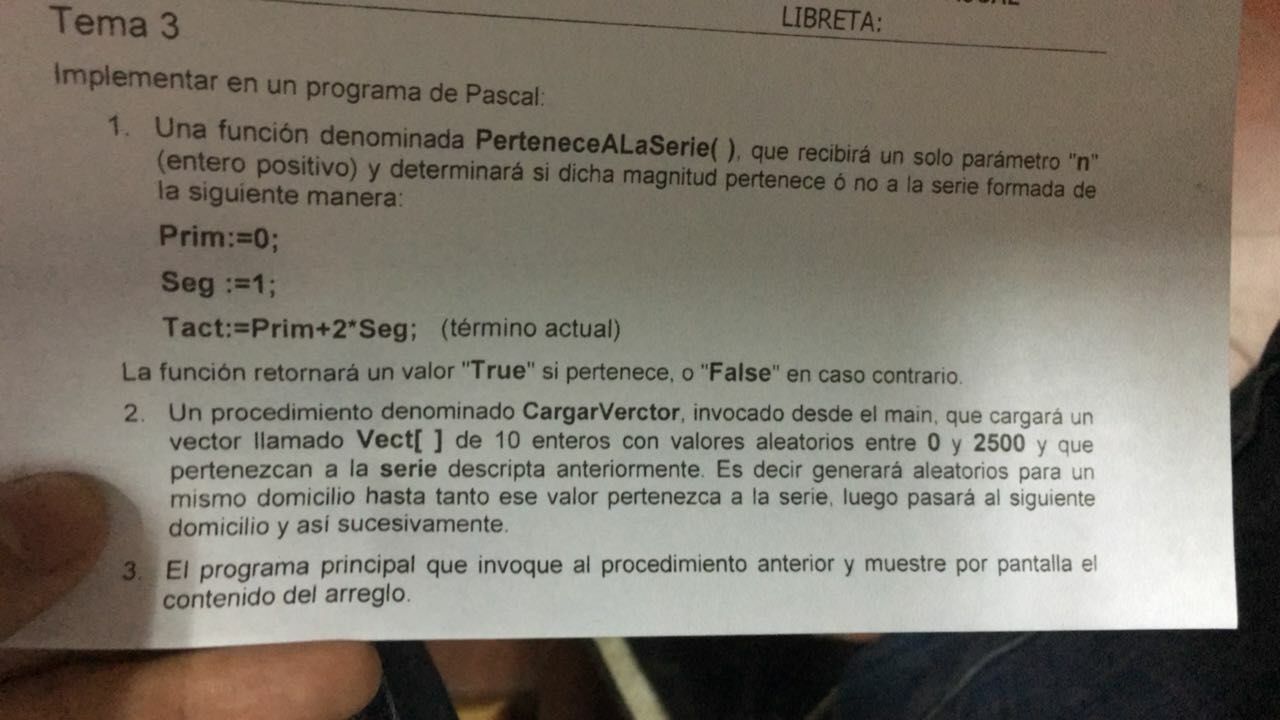 LIBRETA:
Tema 3
Implementar en un programa de Pascal:
1. Una función denominada PerteneceALaSerie( ), que recibirá un solo parámetro "n"
(entero positivo) y determinará si dicha magnitud pertenece ó no a la serie formada de
la siguiente manera:
Prim:=0;
Seg :=1;
Tact:=Prim+2*Seg; (término actual)
La función retornará un valor "True" si pertenece, o "False" en caso contrario.
2. Un procedimiento denominado CargarVerctor, invocado desde el main, que cargará un
vector llamado Vect[ ] de 10 enteros con valores aleatorios entre 0 y 2500 y que
pertenezcan a la serie descripta anteriormente. Es decir generará aleatorios para un
mismo domicilio hasta tanto ese valor pertenezca a la serie, luego pasará al siguiente
domicilio y así sucesivamente.
3. El programa principal que invoque al procedimiento anterior y muestre por pantalla el
contenido del arreglo.